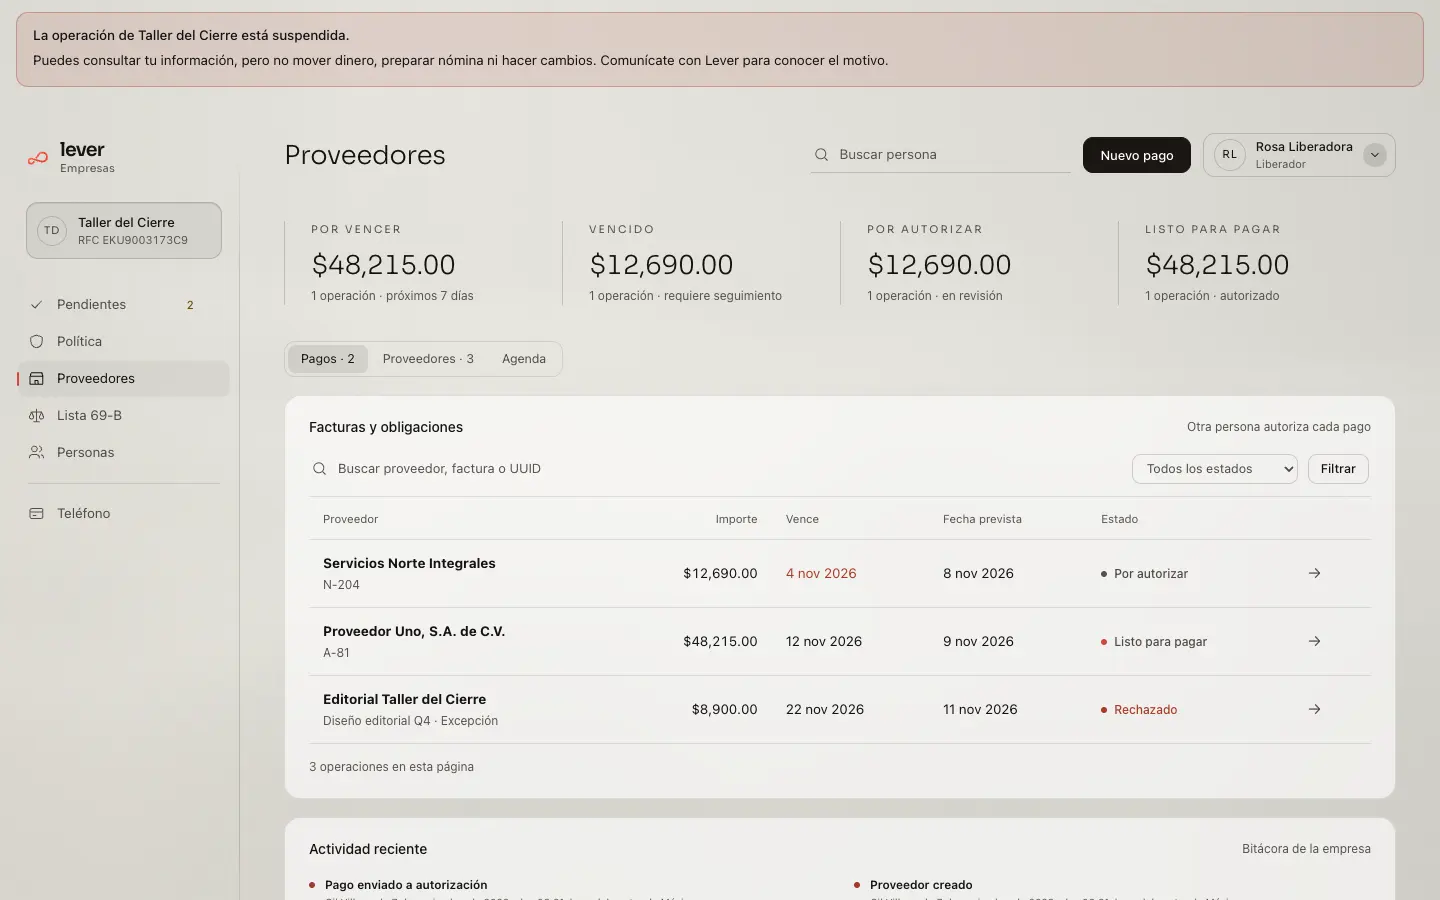 La operación de Taller del Cierre está suspendida.
Puedes consultar tu información, pero no mover dinero, preparar nómina ni hacer cambios. Comunícate con Lever para conocer el motivo.
lever
Empresas
Proveedores
Buscar persona
Nuevo pago
RL
Rosa Liberadora
Liberador
TD
Taller del Cierre
RFC EKU9003173C9
Pendientes 2
Política
Proveedores
Lista 69-B
Personas
Teléfono
POR VENCER
$48,215.00
1 operación · próximos 7 días
VENCIDO
$12,690.00
1 operación · requiere seguimiento
POR AUTORIZAR
$12,690.00
1 operación · en revisión
LISTO PARA PAGAR
$48,215.00
1 operación · autorizado
Pagos · 2 Proveedores · 3 Agenda
Facturas y obligaciones Otra persona autoriza cada pago
Buscar proveedor, factura o UUID Todos los estados Filtrar
Proveedor Importe Vence Fecha prevista Estado
Servicios Norte Integrales
N-204
$12,690.00 4 nov 2026 8 nov 2026 Por autorizar
Proveedor Uno, S.A. de C.V.
A-81
$48,215.00 12 nov 2026 9 nov 2026 Listo para pagar
Editorial Taller del Cierre
Diseño editorial Q4 · Excepción
$8,900.00 22 nov 2026 11 nov 2026 Rechazado
3 operaciones en esta página
Actividad reciente Bitácora de la empresa
Pago enviado a autorización
Proveedor creado